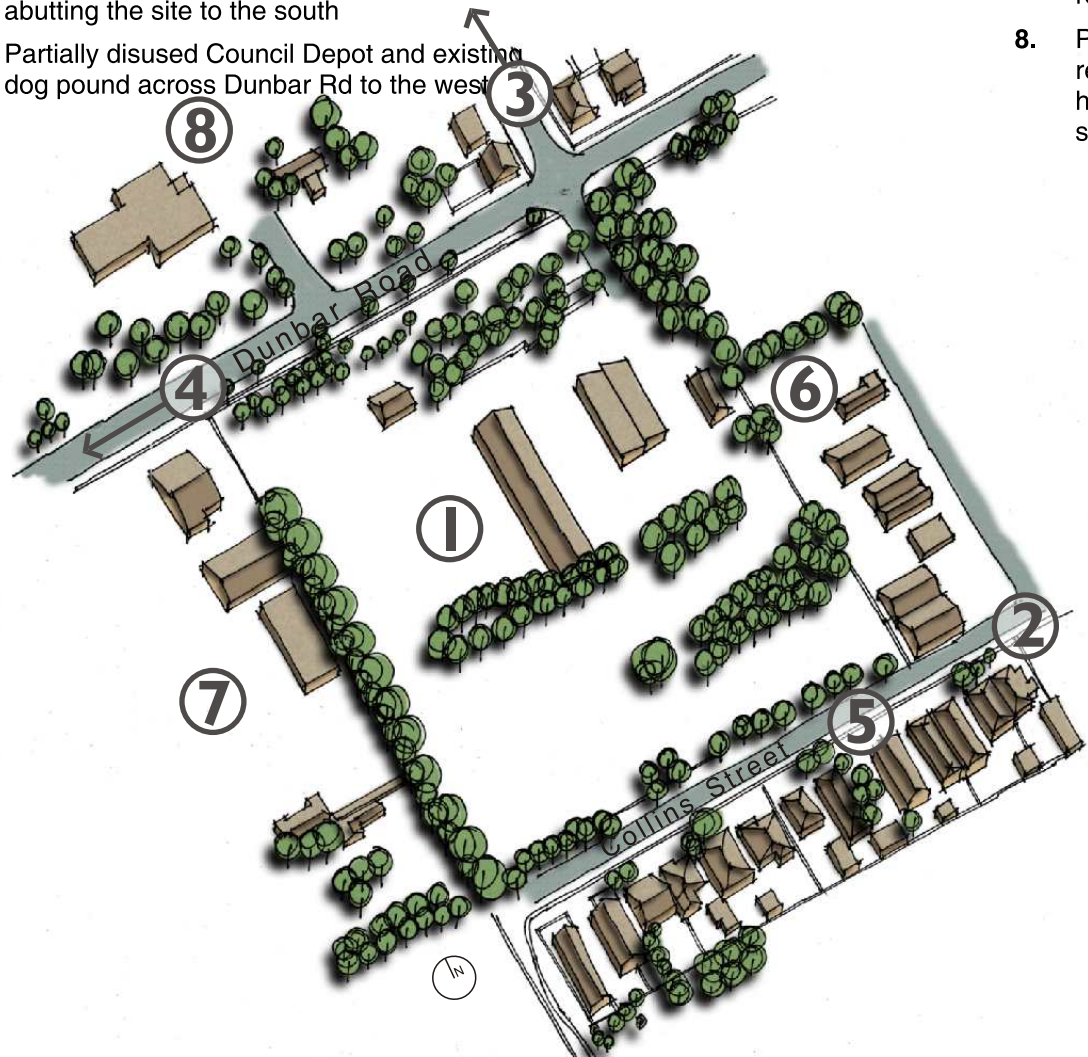 abutting the site to the south
Partially disused Council Depot and existing
dog pound across Dunbar Rd to the west
8.
3
8
Dunbar Road
4
6
1
2
7
5
Collins Street
N